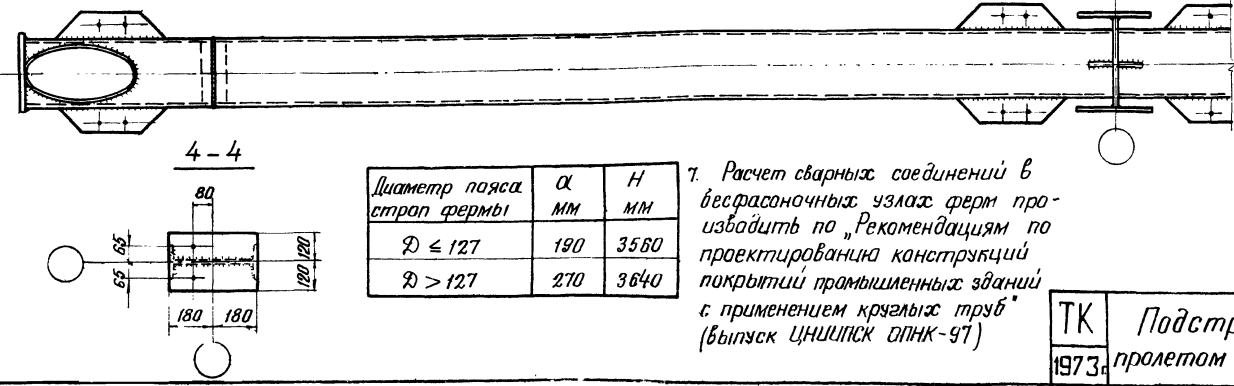 4-4
80
65
65
120
120
180
180
Диаметр пояса строп фермы
α мм
H мм
D ≤ 127
190
3560
D > 127
270
3640
7. Расчет сварных соединений в
бесфасоночных узлах ферм про-
изводить по „Рекомендациям по
проектированию конструкций
покрытий промышленных зданий
с применением круглых труб"
(выпуск ЦНИИПСК ОПНК-97)
ТК
Подстр
1973г.
пролетом